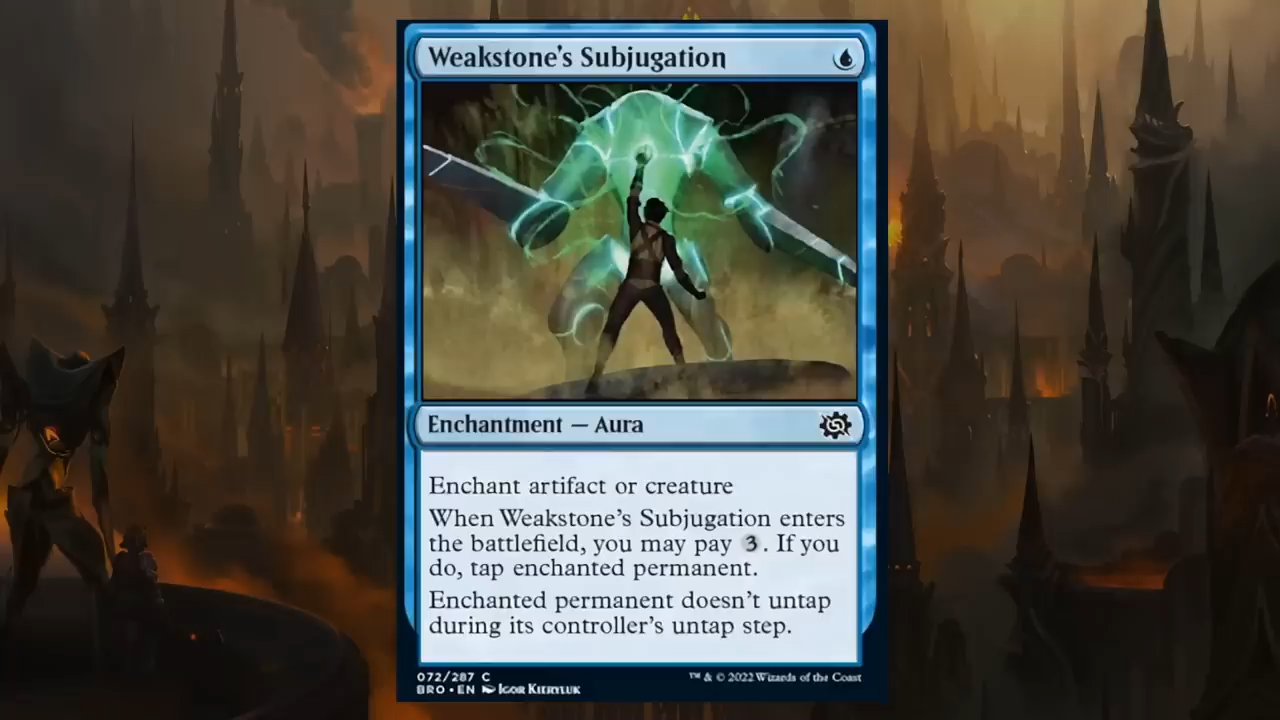 Weakstone's Subjugation
Enchantment — Aura
Enchant artifact or creature
When Weakstone's Subjugation enters
the battlefield, you may pay 3. If you
do, tap enchanted permanent.
Enchanted permanent doesn't untap
during its controller's untap step.
072/287 C
BRO • EN Igor Kieryluk
™ & © 2022 Wizards of the Coast